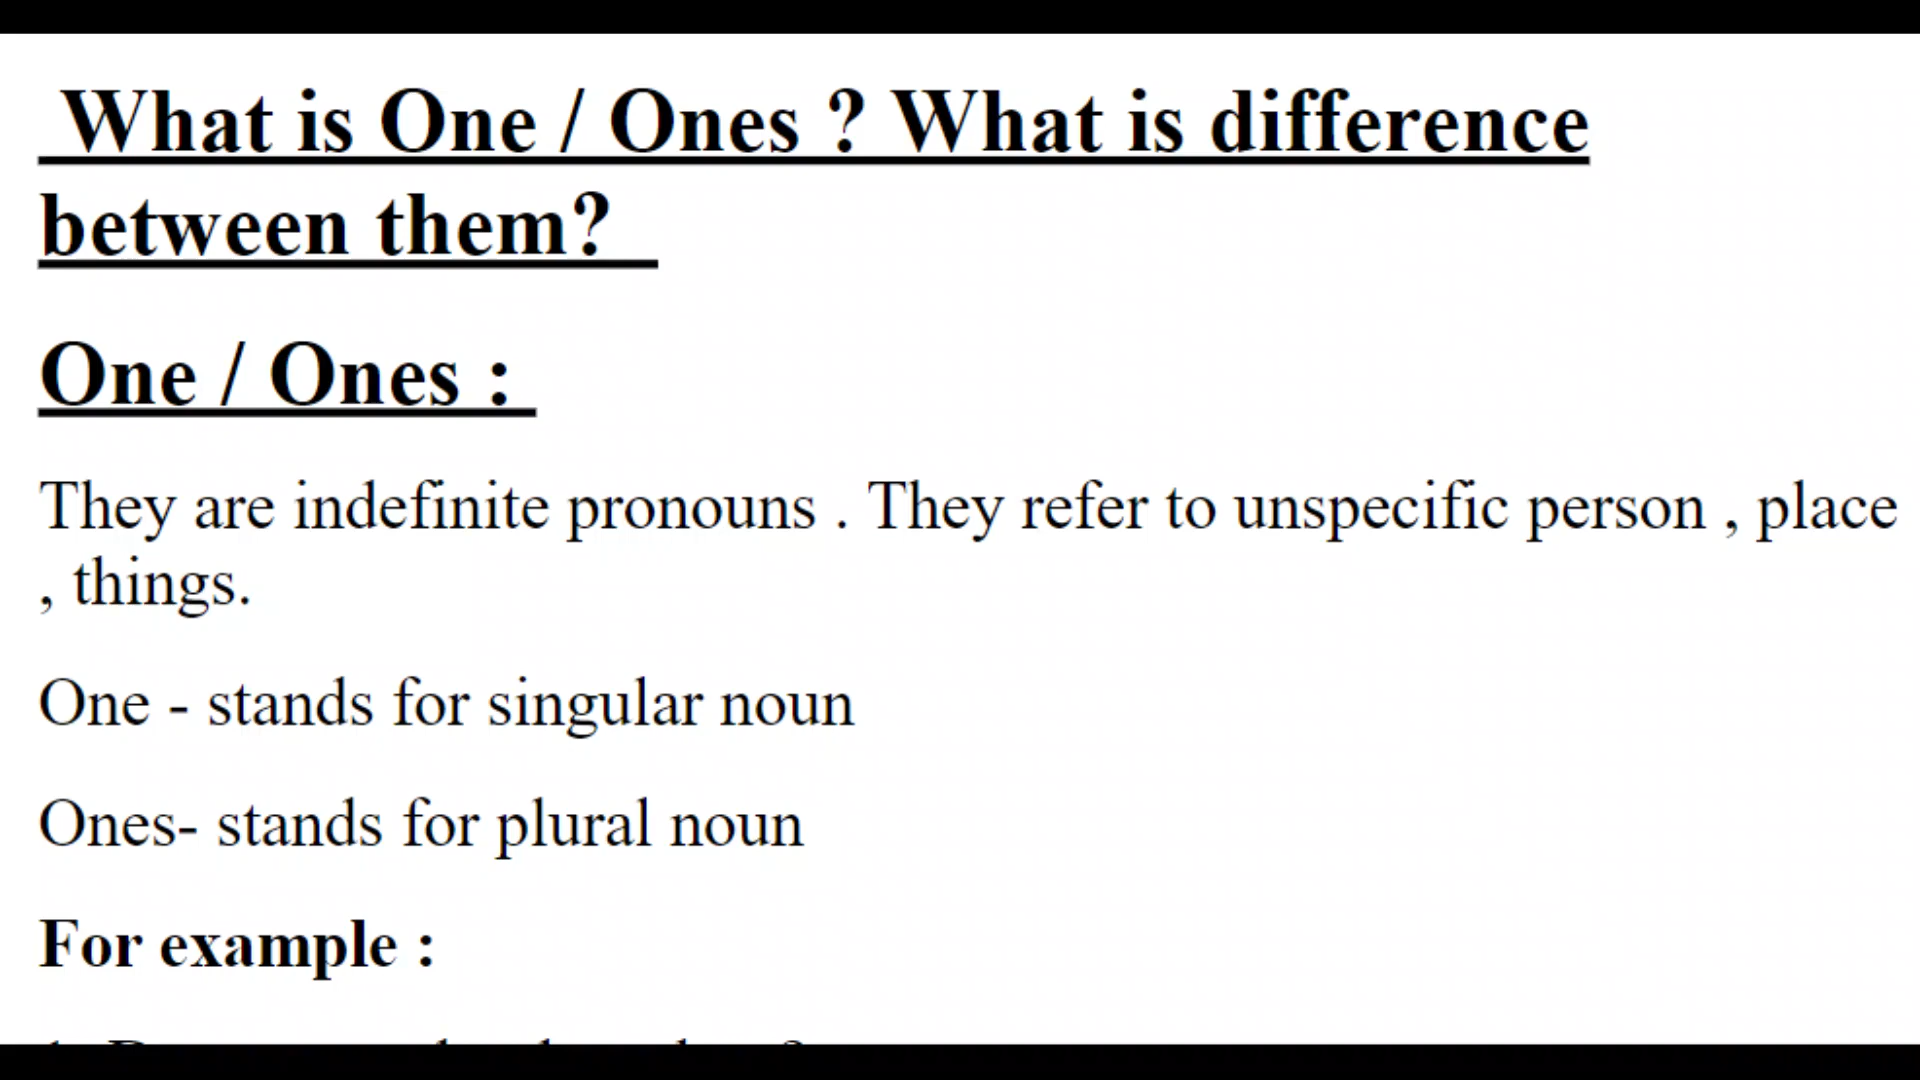 What is One / Ones ? What is difference
between them?
One / Ones :
They are indefinite pronouns . They refer to unspecific person , place
, things.
One - stands for singular noun
Ones- stands for plural noun
For example :